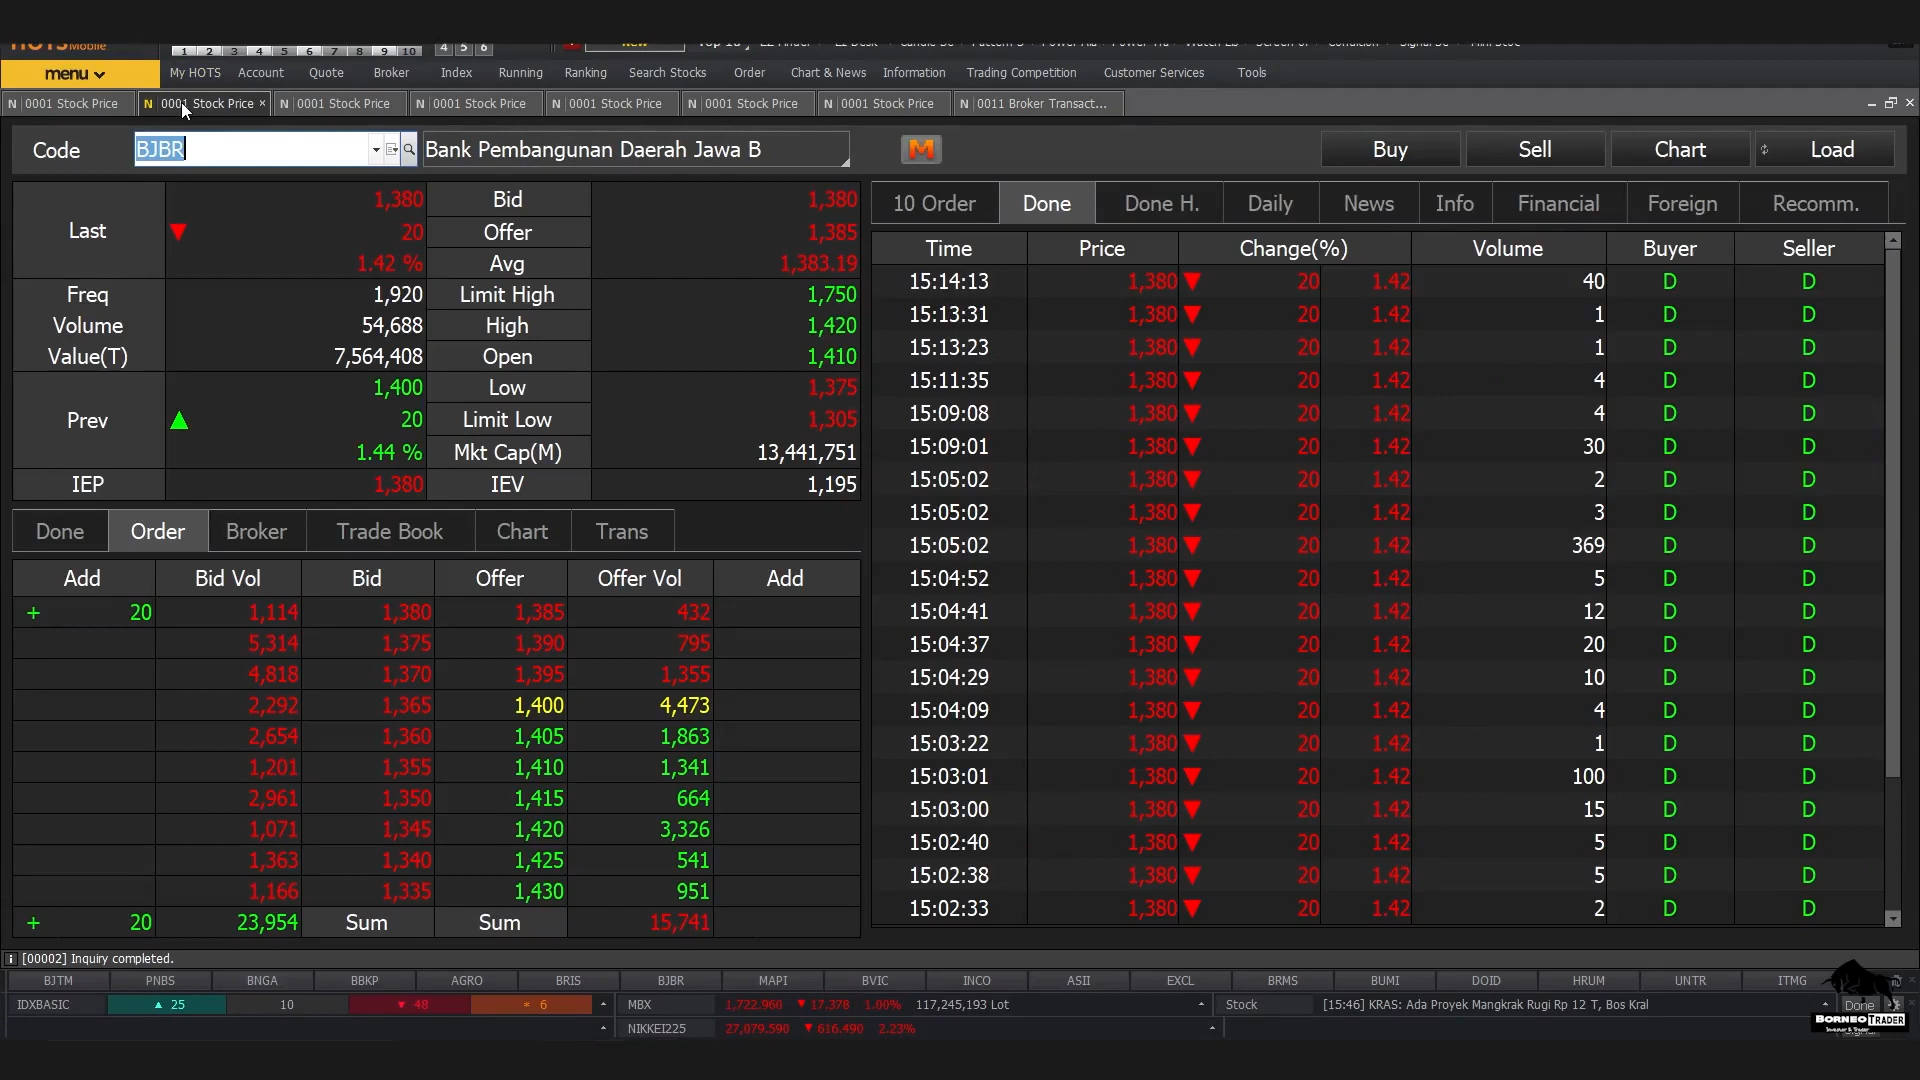 HOTS Mobile 1 2 3 4 5 6 7 8 9 10 4 5 6 New
menu My HOTS Account Quote Broker Index Running Ranking Search Stocks Order Chart & News Information Trading Competition Customer Services Tools
N 0001 Stock Price N 0001 Stock Price × N 0001 Stock Price N 0001 Stock Price N 0001 Stock Price N 0001 Stock Price N 0001 Stock Price N 0011 Broker Transact...
Code BJBR Bank Pembangunan Daerah Jawa B Buy Sell Chart Load
Last 1,380 Bid 1,380
▼ 20 Offer 1,385
1.42 % Avg 1,383.19
Freq 1,920 Limit High 1,750
Volume 54,688 High 1,420
Value(T) 7,564,408 Open 1,410
Prev 1,400 Low 1,375
▲ 20 Limit Low 1,305
1.44 % Mkt Cap(M) 13,441,751
IEP 1,380 IEV 1,195
Done Order Broker Trade Book Chart Trans
Add Bid Vol Bid Offer Offer Vol Add
+ 20 1,114 1,380 1,385 432
5,314 1,375 1,390 795
4,818 1,370 1,395 1,355
2,292 1,365 1,400 4,473
2,654 1,360 1,405 1,863
1,201 1,355 1,410 1,341
2,961 1,350 1,415 664
1,071 1,345 1,420 3,326
1,363 1,340 1,425 541
1,166 1,335 1,430 951
+ 20 23,954 Sum Sum 15,741
10 Order Done Done H. Daily News Info Financial Foreign Recomm.
Time Price Change(%) Volume Buyer Seller
15:14:13 1,380 ▼ 20 1.42 40 D D
15:13:31 1,380 ▼ 20 1.42 1 D D
15:13:23 1,380 ▼ 20 1.42 1 D D
15:11:35 1,380 ▼ 20 1.42 4 D D
15:09:08 1,380 ▼ 20 1.42 4 D D
15:09:01 1,380 ▼ 20 1.42 30 D D
15:05:02 1,380 ▼ 20 1.42 2 D D
15:05:02 1,380 ▼ 20 1.42 3 D D
15:05:02 1,380 ▼ 20 1.42 369 D D
15:04:52 1,380 ▼ 20 1.42 5 D D
15:04:41 1,380 ▼ 20 1.42 12 D D
15:04:37 1,380 ▼ 20 1.42 20 D D
15:04:29 1,380 ▼ 20 1.42 10 D D
15:04:09 1,380 ▼ 20 1.42 4 D D
15:03:22 1,380 ▼ 20 1.42 1 D D
15:03:01 1,380 ▼ 20 1.42 100 D D
15:03:00 1,380 ▼ 20 1.42 15 D D
15:02:40 1,380 ▼ 20 1.42 5 D D
15:02:38 1,380 ▼ 20 1.42 5 D D
15:02:33 1,380 ▼ 20 1.42 2 D D
[00002] Inquiry completed.
BJTM PNBS BNGA BBKP AGRO BRIS BJBR MAPI BVIC INCO ASII EXCL BRMS BUMI DOID HRUM UNTR ITMG
IDXBASIC ▲ 25 10 ▼ 48 * 6 MBX 1,722.960 ▼ 17.378 1.00% 117,245,193 Lot Stock [15:46] KRAS: Ada Proyek Mangkrak Rugi Rp 12 T, Bos Kral Done
NIKKEI225 27,079.590 ▼ 616.490 2.23%
BORNEO TRADER
Investor & Trader